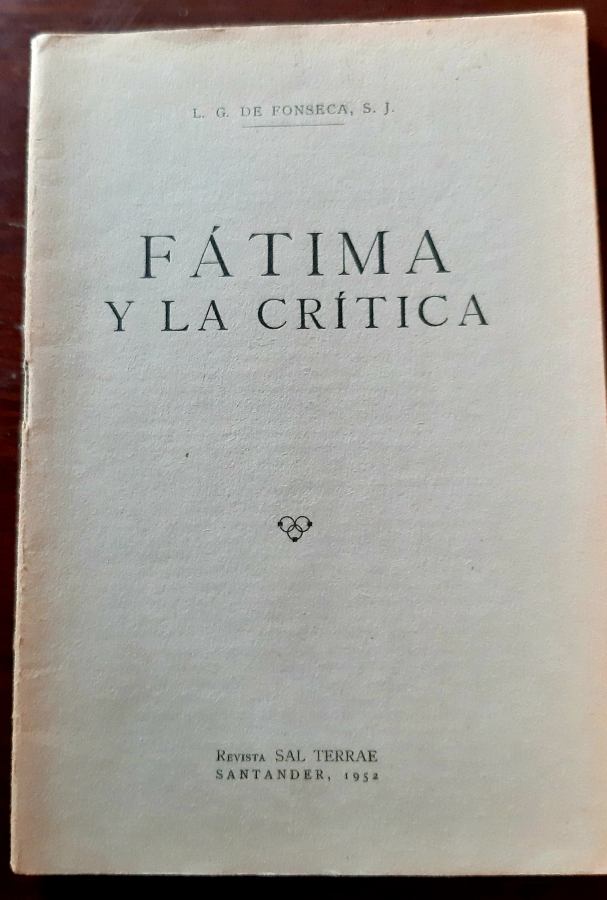 L. G. DE FONSECA, S. J.
FÁTIMA
Y LA CRÍTICA
REVISTA SAL TERRAE
SANTANDER, 1952